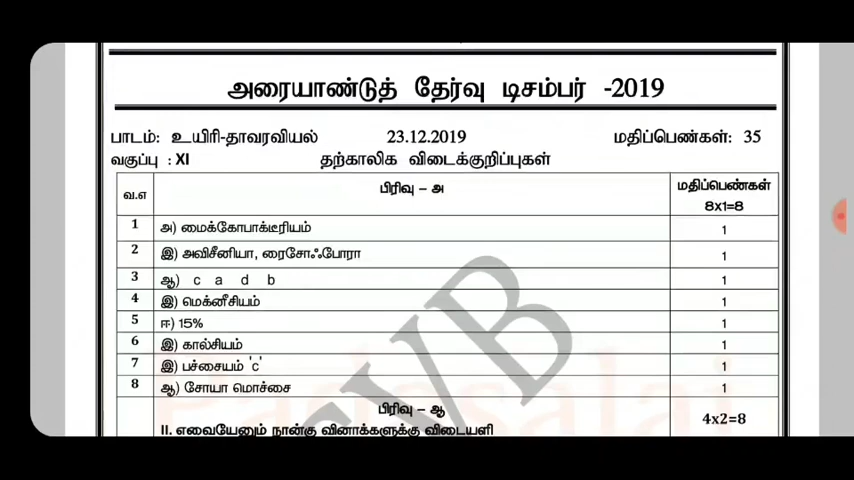 அரையாண்டுத் தேர்வு டிசம்பர் -2019
பாடம்: உயிரி-தாவரவியல் 23.12.2019 மதிப்பெண்கள்: 35
வகுப்பு : XI தற்காலிக விடைக்குறிப்புகள்
வ.எ பிரிவு – அ மதிப்பெண்கள் 8x1=8
1 அ) மைக்கோபாக்டீரியம் 1
2 இ) அவிசீனியா, ரைசோஃபோரா 1
3 ஆ) c a d b 1
4 இ) மெக்னீசியம் 1
5 ஈ) 15% 1
6 இ) கால்சியம் 1
7 இ) பச்சையம் 'c' 1
8 ஆ) சோயா மொச்சை 1
பிரிவு – ஆ 4x2=8
II. எவையேனும் நான்கு வினாக்களுக்கு விடையளி